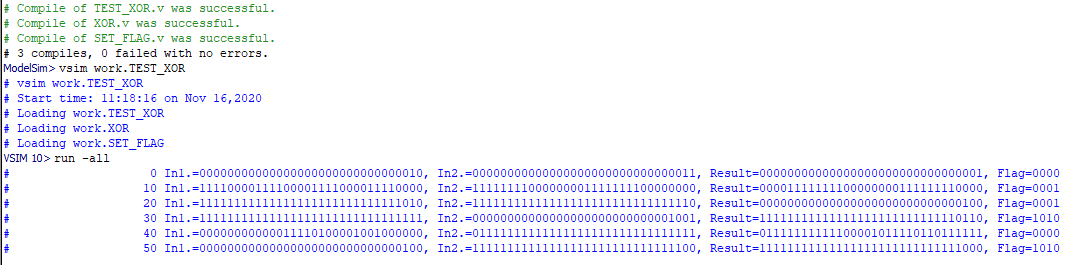 # Compile of TEST_XOR.v was successful.
# Compile of XOR.v was successful.
# Compile of SET_FLAG.v was successful.
# 3 compiles, 0 failed with no errors.
ModelSim> vsim work.TEST_XOR
# vsim work.TEST_XOR
# Start time: 11:18:16 on Nov 16,2020
# Loading work.TEST_XOR
# Loading work.XOR
# Loading work.SET_FLAG
VSIM 10> run -all
# 0 In1.=00000000000000000000000000000010, In2.=00000000000000000000000000000011, Result=00000000000000000000000000000001, Flag=0000
# 10 In1.=11110000111100001111000011110000, In2.=11111111000000001111111100000000, Result=00001111111100000000111111110000, Flag=0001
# 20 In1.=11111111111111111111111111111010, In2.=11111111111111111111111111111110, Result=00000000000000000000000000000100, Flag=0001
# 30 In1.=11111111111111111111111111111111, In2.=00000000000000000000000000001001, Result=11111111111111111111111111110110, Flag=1010
# 40 In1.=00000000000011110100001001000000, In2.=01111111111111111111111111111111, Result=01111111111100001011110110111111, Flag=0000
# 50 In1.=00000000000000000000000000000100, In2.=11111111111111111111111111111100, Result=11111111111111111111111111111000, Flag=1010